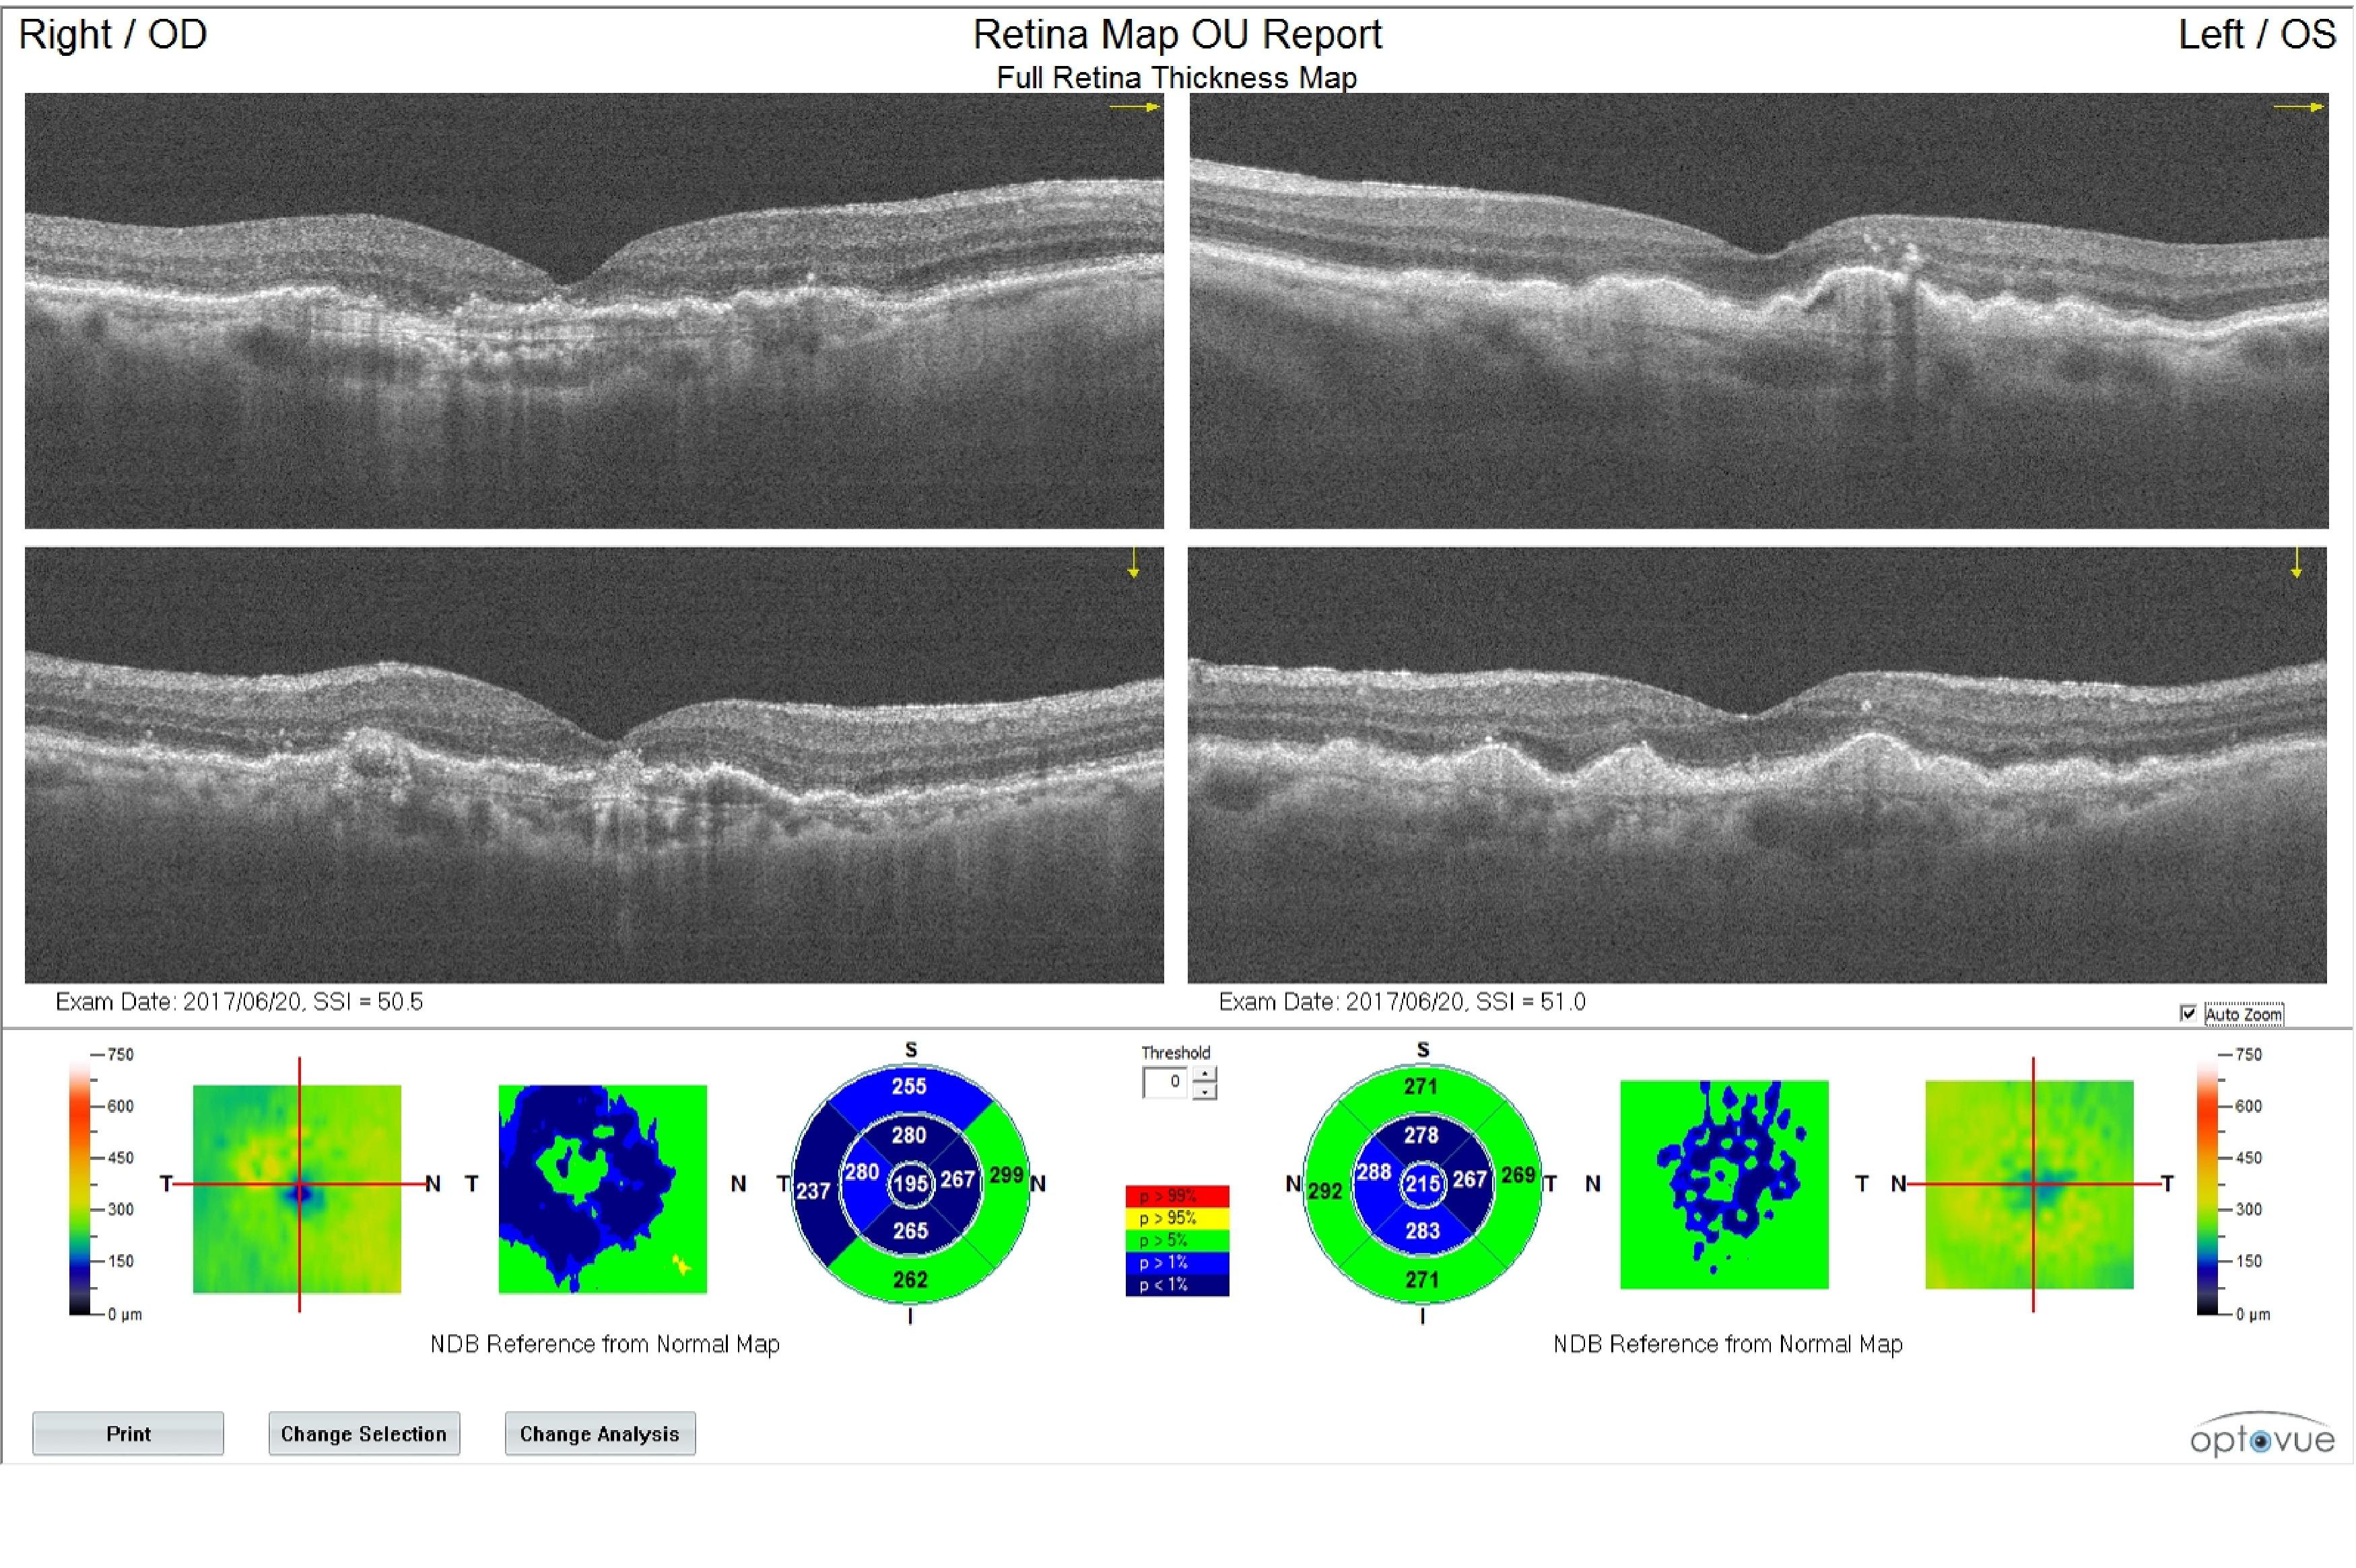 Right / OD
Retina Map OU Report
Left / OS
Full Retina Thickness Map
Exam Date: 2017/06/20, SSI = 50.5
Exam Date: 2017/06/20, SSI = 51.0
Auto Zoom
750
600
450
300
150
0 µm
T
N
T
N
S
255
280
T
237
280
195
267
299
N
265
262
I
NDB Reference from Normal Map
Threshold
0
p > 99%
p > 95%
p > 5%
p > 1%
p < 1%
S
271
278
N
292
288
215
267
269
T
283
271
I
N
T
N
T
NDB Reference from Normal Map
750
600
450
300
150
0 µm
Print
Change Selection
Change Analysis
optovue